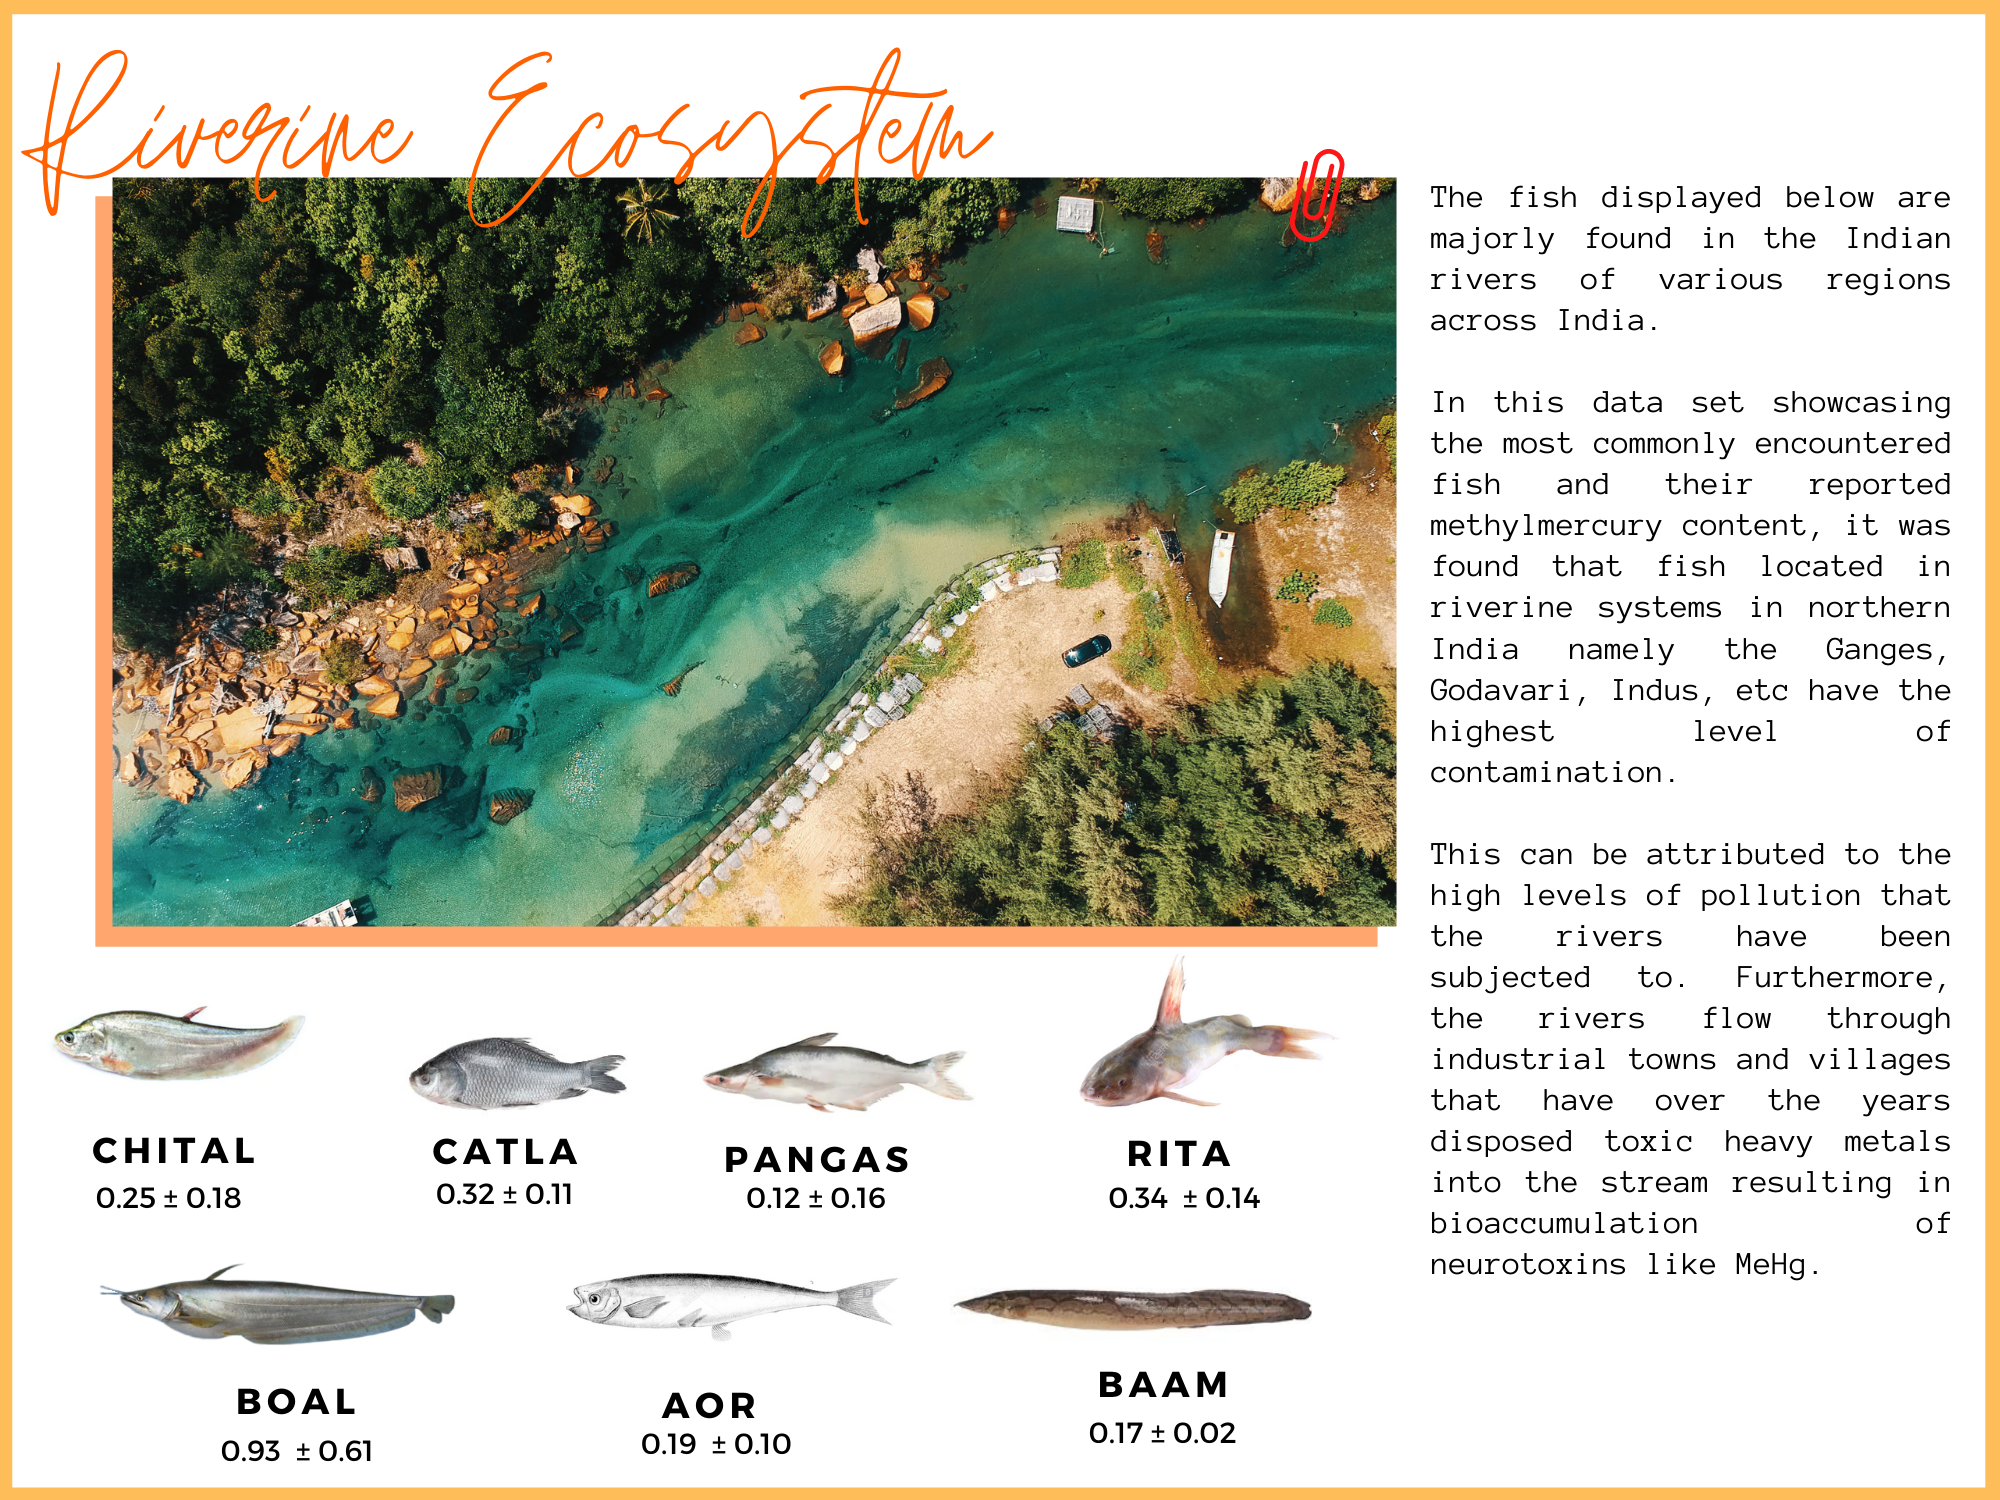 Riverine Ecosystem
The fish displayed below are
majorly found in the Indian
rivers of various regions
across India.
In this data set showcasing
the most commonly encountered
fish and their reported
methylmercury content, it was
found that fish located in
riverine systems in northern
India namely the Ganges,
Godavari, Indus, etc have the
highest level of
contamination.
This can be attributed to the
high levels of pollution that
the rivers have been
subjected to. Furthermore,
the rivers flow through
industrial towns and villages
that have over the years
disposed toxic heavy metals
into the stream resulting in
bioaccumulation of
neurotoxins like MeHg.
CHITAL
0.25 ± 0.18
CATLA
0.32 ± 0.11
PANGAS
0.12 ± 0.16
RITA
0.34 ± 0.14
BOAL
0.93 ± 0.61
AOR
0.19 ± 0.10
BAAM
0.17 ± 0.02